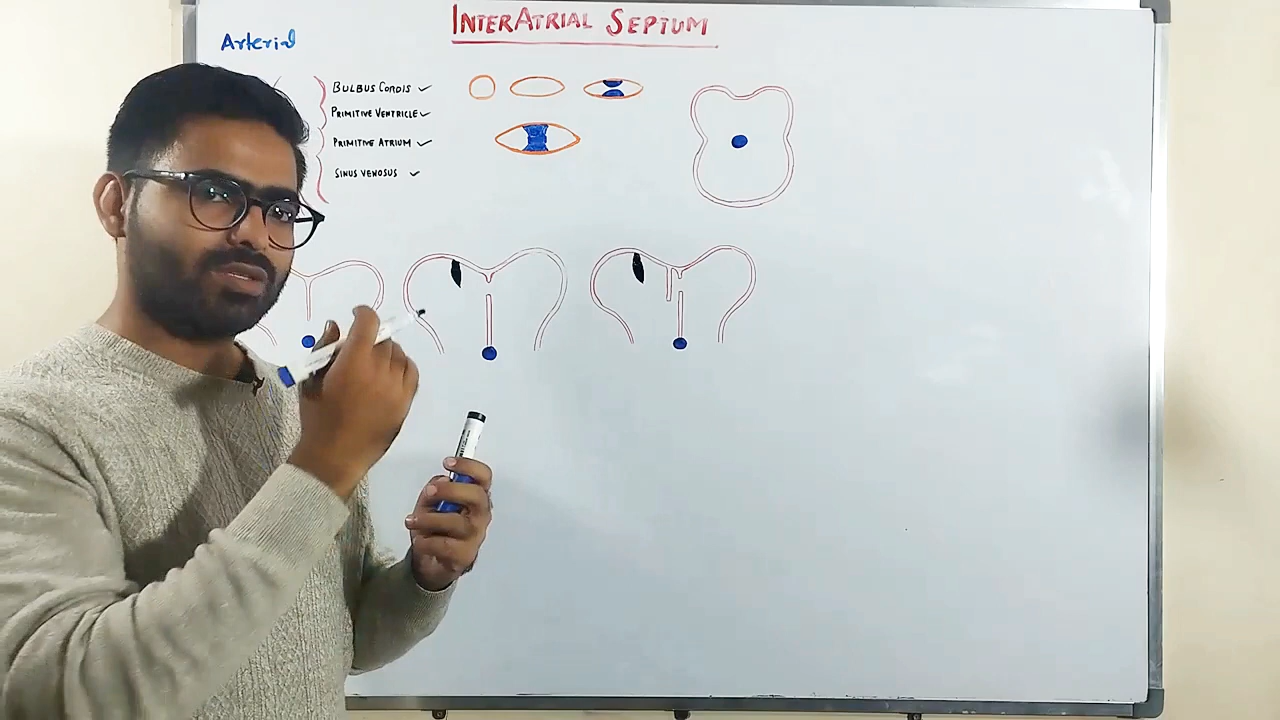 INTERATRIAL SEPTUM
Arterial
BULBUS CORDIS ✓
PRIMITIVE VENTRICLE ✓
PRIMITIVE ATRIUM ✓
SINUS VENOSUS ✓